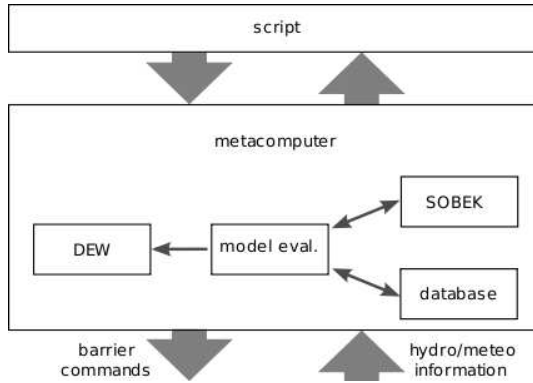 script
metacomputer
SOBEK
DEW
model eval.
database
barrier
commands
hydro/meteo
information